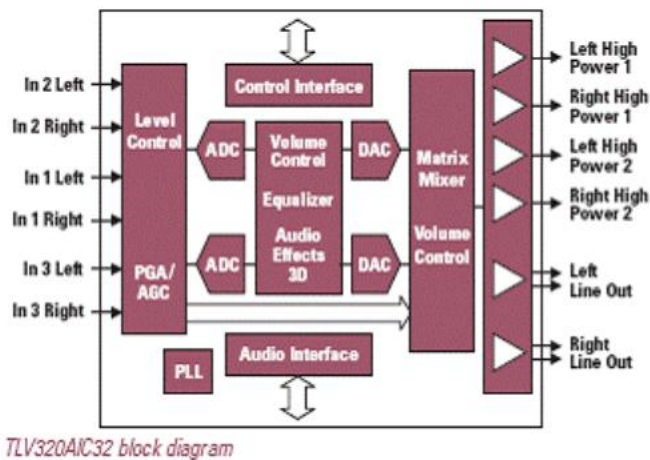 In 2 Left
In 2 Right
In 1 Left
In 1 Right
In 3 Left
In 3 Right
Level
Control
PGA/
AGC
Control Interface
ADC
ADC
Volume
Control
Equalizer
Audio
Effects
3D
DAC
DAC
Matrix
Mixer
Volume
Control
PLL
Audio Interface
Left High
Power 1
Right High
Power 1
Left High
Power 2
Right High
Power 2
Left
Line Out
Right
Line Out
TLV320AIC32 block diagram